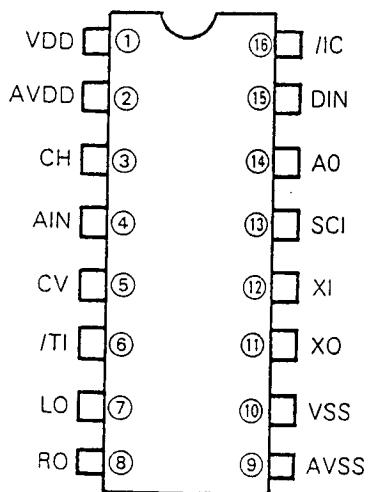 VDD ① ⑯ /IC
AVDD ② ⑮ DIN
CH ③ ⑭ A0
AIN ④ ⑬ SCI
CV ⑤ ⑫ XI
/TI ⑥ ⑪ XO
LO ⑦ ⑩ VSS
RO ⑧ ⑨ AVSS